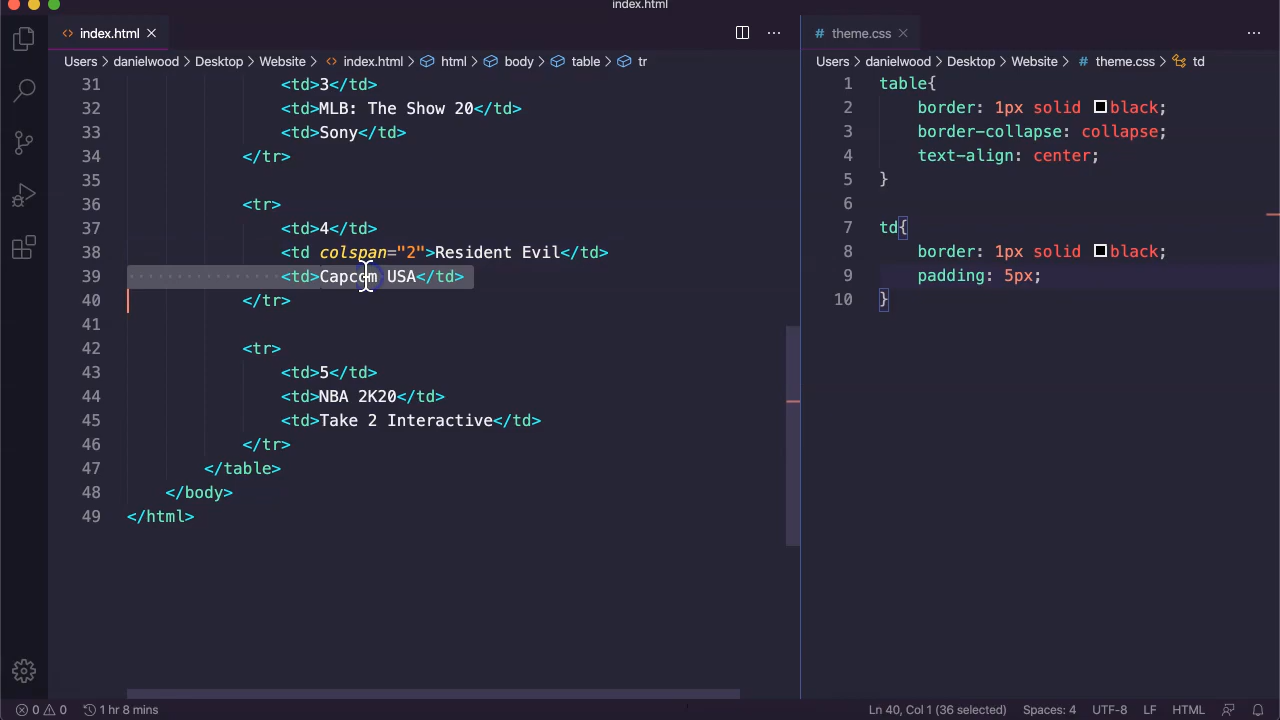 index.html
index.html
theme.css
Users danielwood Desktop Website index.html html body table tr
Users danielwood Desktop Website theme.css td
31 <td>3</td>
32 <td>MLB: The Show 20</td>
33 <td>Sony</td>
34 </tr>
35
36 <tr>
37 <td>4</td>
38 <td colspan="2">Resident Evil</td>
39 <td>Capcom USA</td>
40 </tr>
41
42 <tr>
43 <td>5</td>
44 <td>NBA 2K20</td>
45 <td>Take 2 Interactive</td>
46 </tr>
47 </table>
48 </body>
49 </html>
1 table{
2 border: 1px solid black;
3 border-collapse: collapse;
4 text-align: center;
5 }
6
7 td{
8 border: 1px solid black;
9 padding: 5px;
10 }
0 0 1 hr 8 mins
Ln 40, Col 1 (36 selected) Spaces: 4 UTF-8 LF HTML